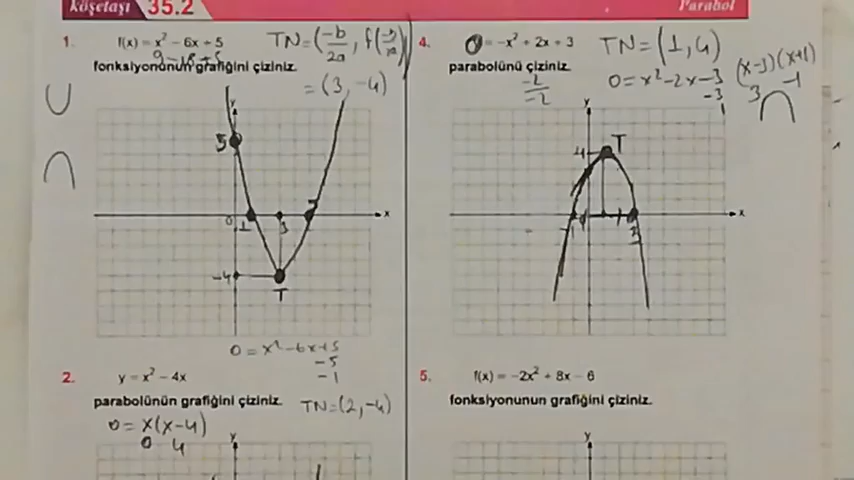 köşetaşı 35.2
Parabol
1. f(x) = x² − 6x + 5
TN = (-b/2a, f(-b/2a))
9-18+5
fonksiyonunun grafiğini çiziniz.
= (3, -4)
y
5
0 1 3 5 x
-4
T
0 = x² - 6x + 5
-5
-1
2. y = x² − 4x
parabolünün grafiğini çiziniz.
TN = (2, -4)
0 = x(x-4)
0 4
y
4. = −x² + 2x + 3
TN = (1, 4)
parabolünü çiziniz.
-2/-2
0 = x² - 2x - 3
-3
1
(x-3)(x+1)
3 -1
y
4 T
x
5. f(x) = −2x² + 8x − 6
fonksiyonunun grafiğini çiziniz.
y